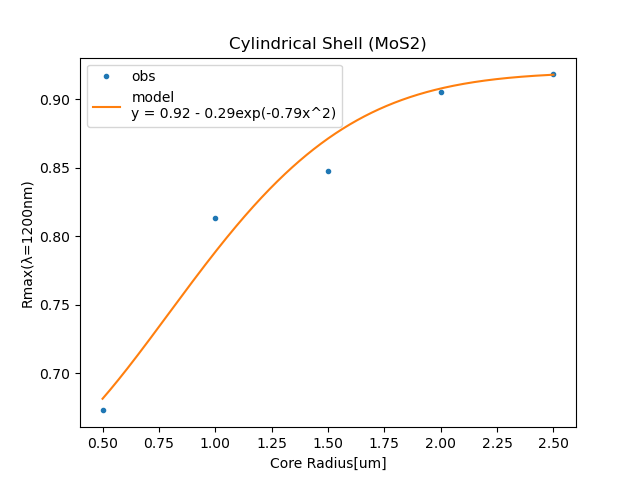 Cylindrical Shell (MoS2)
obs
model
y = 0.92 - 0.29exp(-0.79x^2)
0.90
0.85
0.80
0.75
0.70
Rmax(λ=1200nm)
0.50 0.75 1.00 1.25 1.50 1.75 2.00 2.25 2.50
Core Radius[um]